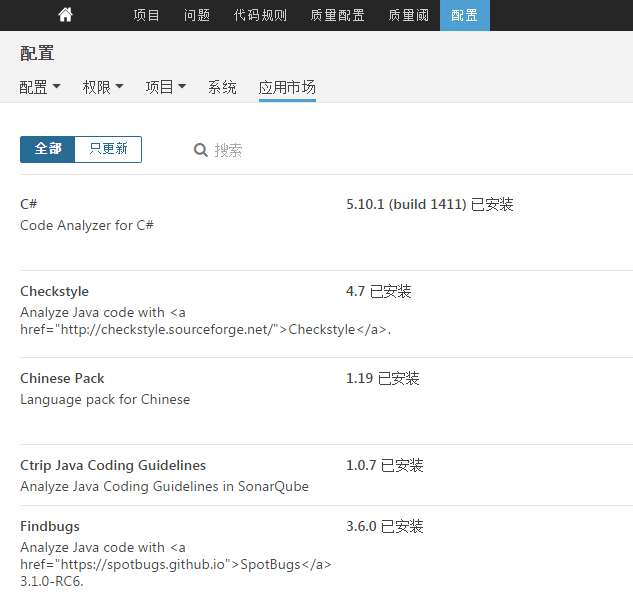 项目 问题 代码规则 质量配置 质量阈 配置
配置
配置 权限 项目 系统 应用市场
全部 只更新 搜索
C# 5.10.1 (build 1411) 已安装
Code Analyzer for C#
Checkstyle 4.7 已安装
Analyze Java code with <a
href="http://checkstyle.sourceforge.net/">Checkstyle</a>.
Chinese Pack 1.19 已安装
Language pack for Chinese
Ctrip Java Coding Guidelines 1.0.7 已安装
Analyze Java Coding Guidelines in SonarQube
Findbugs 3.6.0 已安装
Analyze Java code with <a
href="https://spotbugs.github.io">SpotBugs</a>
3.1.0-RC6.